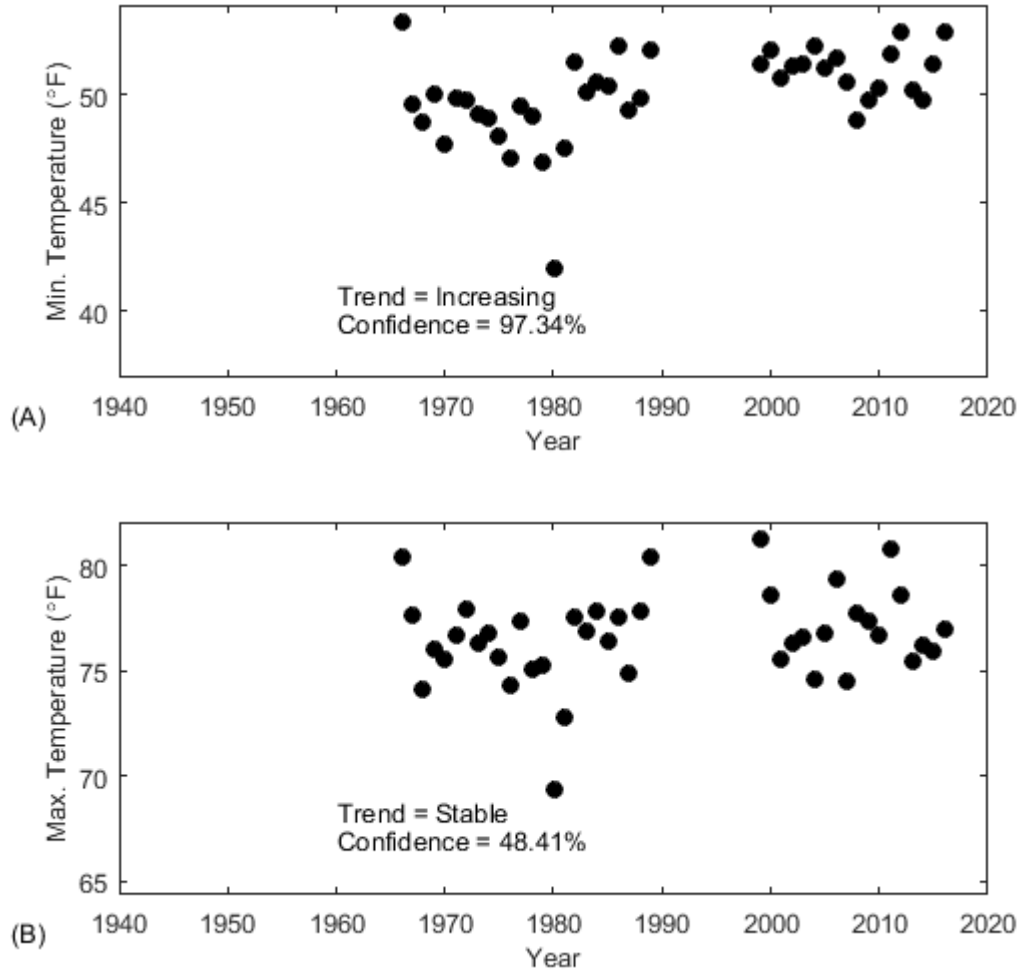 50
45
40
Min. Temperature (°F)
Trend = Increasing
Confidence = 97.34%
1940 1950 1960 1970 1980 1990 2000 2010 2020
(A)
Year
80
75
70
65
Max. Temperature (°F)
Trend = Stable
Confidence = 48.41%
1940 1950 1960 1970 1980 1990 2000 2010 2020
(B)
Year